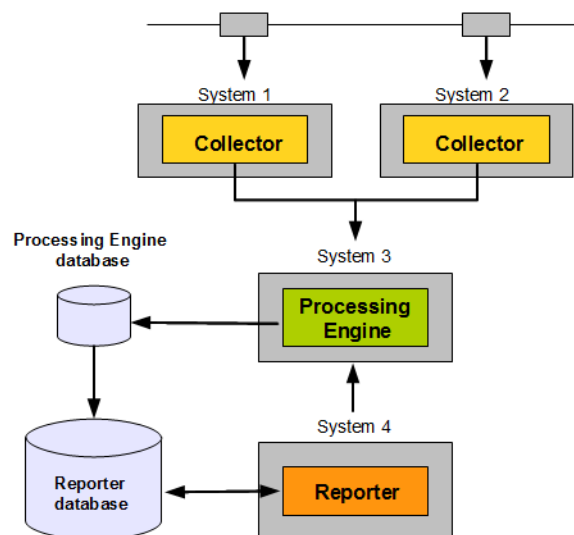 System 1
System 2
Collector
Collector
Processing Engine
database
System 3
Processing
Engine
System 4
Reporter
database
Reporter